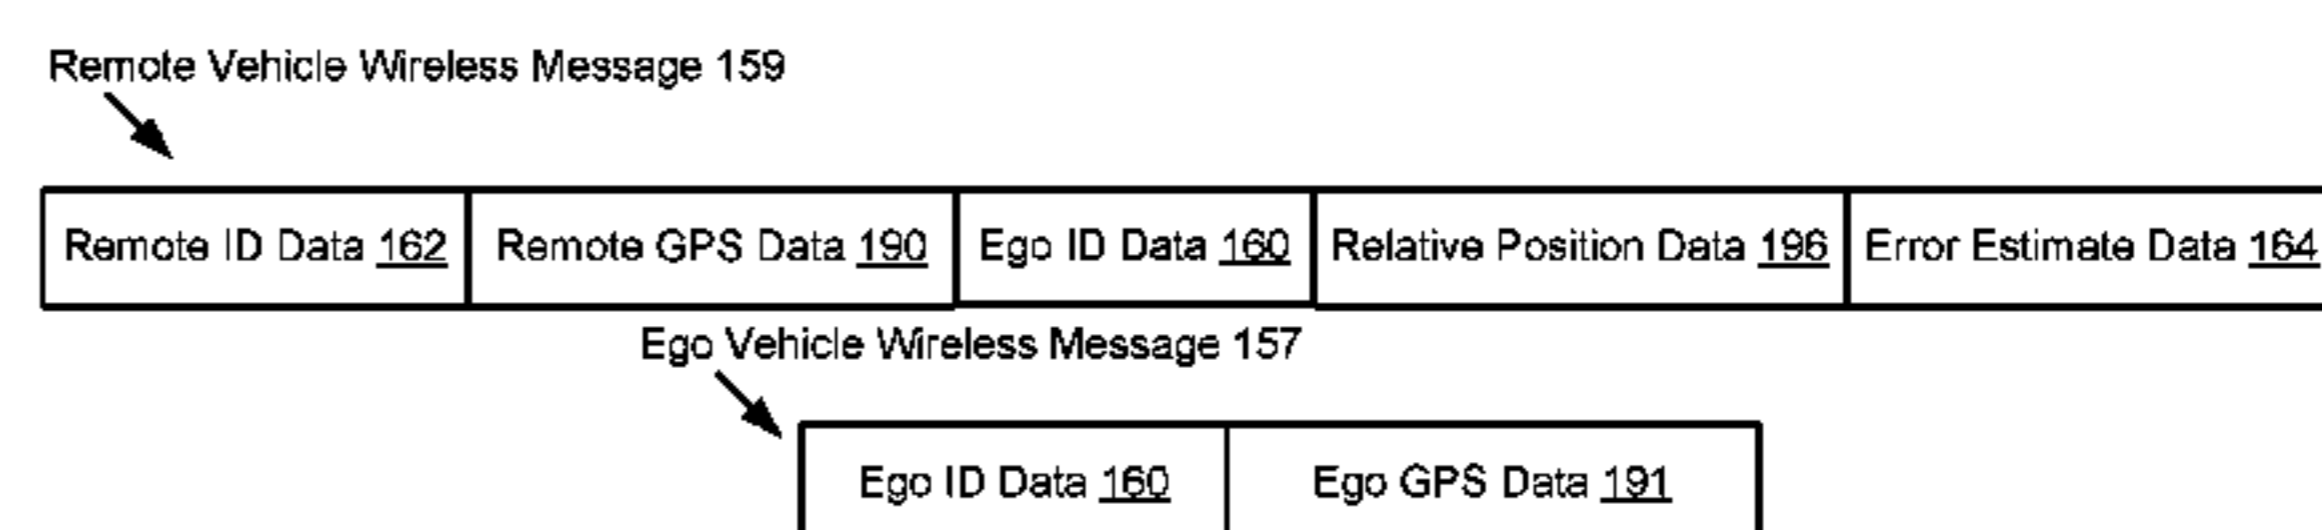 Remote Vehicle Wireless Message 159
Remote ID Data 162 Remote GPS Data 190 Ego ID Data 160 Relative Position Data 196 Error Estimate Data 164
Ego Vehicle Wireless Message 157
Ego ID Data 160 Ego GPS Data 191